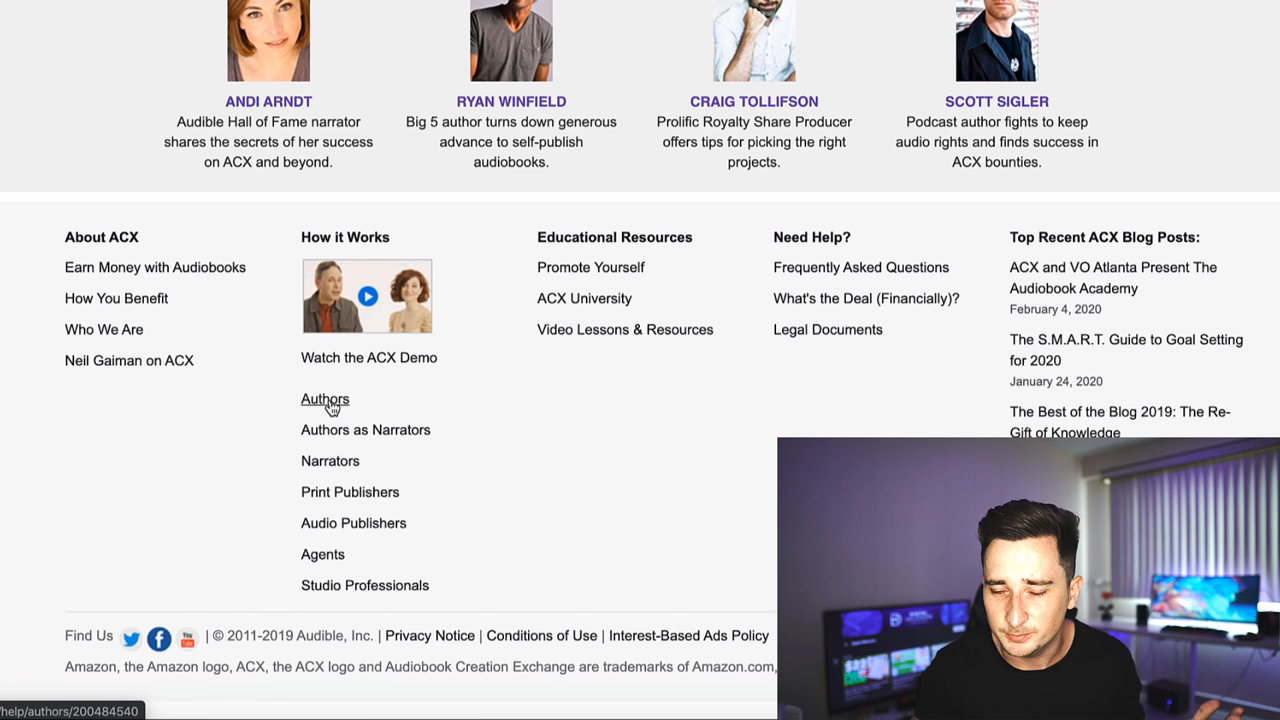 ANDI ARNDT
Audible Hall of Fame narrator
shares the secrets of her success
on ACX and beyond.
RYAN WINFIELD
Big 5 author turns down generous
advance to self-publish
audiobooks.
CRAIG TOLLIFSON
Prolific Royalty Share Producer
offers tips for picking the right
projects.
SCOTT SIGLER
Podcast author fights to keep
audio rights and finds success in
ACX bounties.
About ACX
Earn Money with Audiobooks
How You Benefit
Who We Are
Neil Gaiman on ACX
How it Works
Watch the ACX Demo
Authors
Authors as Narrators
Narrators
Print Publishers
Audio Publishers
Agents
Studio Professionals
Educational Resources
Promote Yourself
ACX University
Video Lessons & Resources
Need Help?
Frequently Asked Questions
What's the Deal (Financially)?
Legal Documents
Top Recent ACX Blog Posts:
ACX and VO Atlanta Present The
Audiobook Academy
February 4, 2020
The S.M.A.R.T. Guide to Goal Setting
for 2020
January 24, 2020
The Best of the Blog 2019: The Re-
Gift of Knowledge
Find Us | © 2011-2019 Audible, Inc. | Privacy Notice | Conditions of Use | Interest-Based Ads Policy
Amazon, the Amazon logo, ACX, the ACX logo and Audiobook Creation Exchange are trademarks of Amazon.com,
/help/authors/200484540